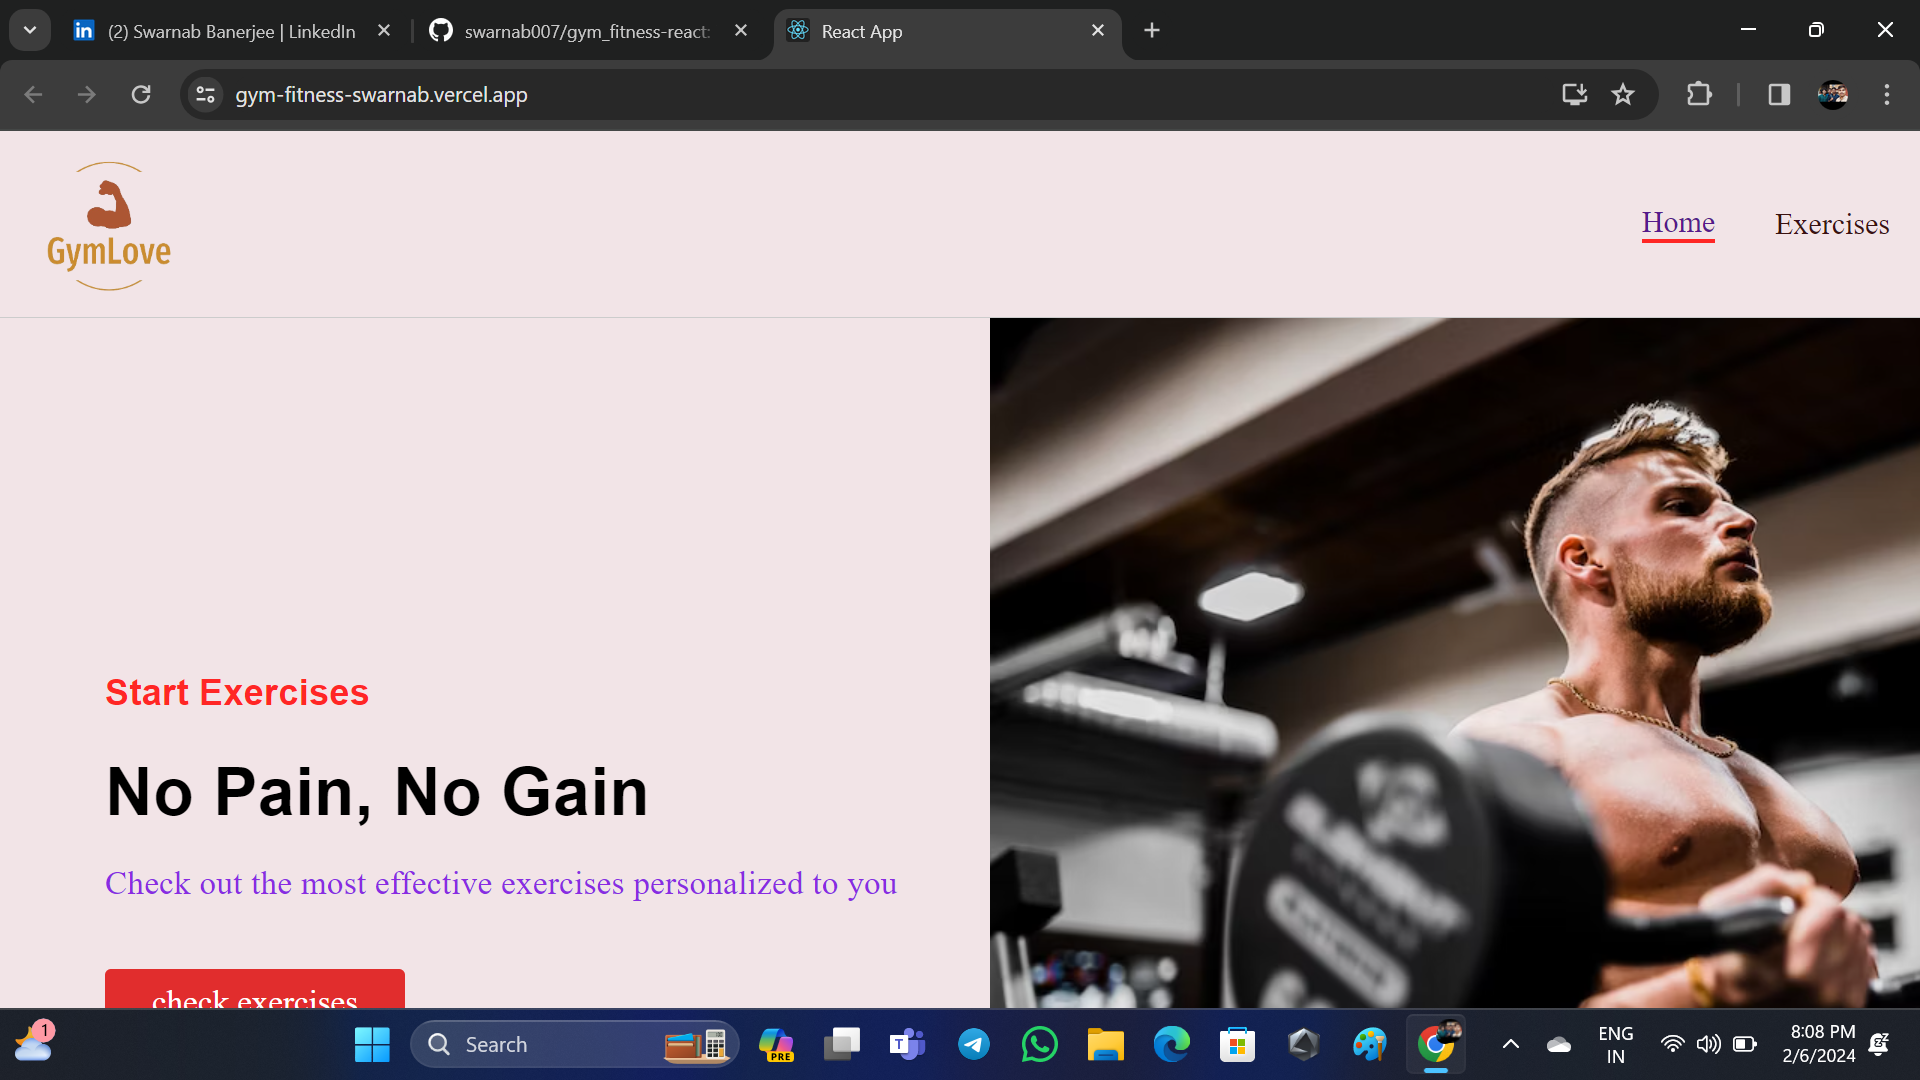 (2) Swarnab Banerjee | LinkedIn
swarnab007/gym_fitness-react:
React App
gym-fitness-swarnab.vercel.app
GymLove
Home
Exercises
Start Exercises
No Pain, No Gain
Check out the most effective exercises personalized to you
check exercises
1
Search
PRE
T
ENG
IN
8:08 PM
2/6/2024